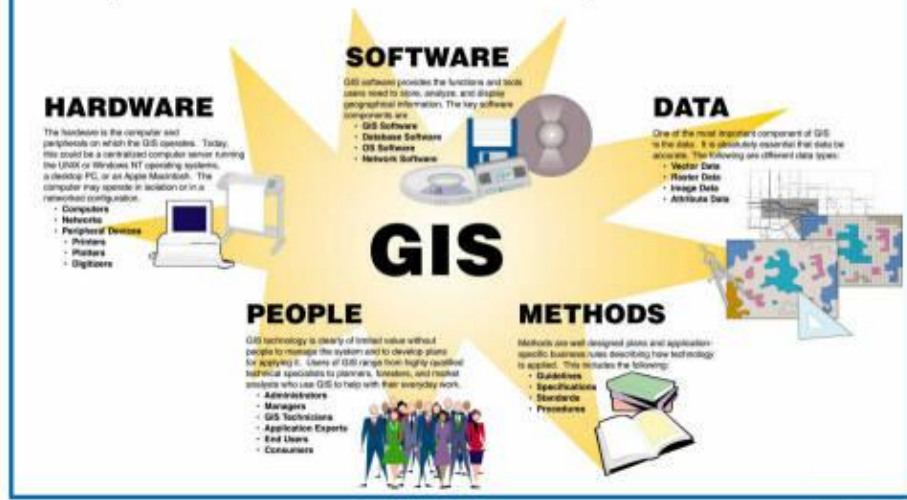 SOFTWARE
GIS software provides the functions and tools
users need to store, analyze, and display
geographical information. The key software
components are
• GIS Software
• Database Software
• OS Software
• Network Software
HARDWARE
The hardware is the computer and
peripherals on which the GIS operates. Today,
this could be a centralized computer server running
the UNIX or Windows NT operating systems,
a desktop PC, or an Apple Macintosh. The
computer may operate in isolation or in a
networked configuration.
• Computers
• Networks
• Peripheral Devices
• Printers
• Plotters
• Digitizers
DATA
One of the most important component of GIS
is the data. It is absolutely essential that data be
accurate. The following are different data types:
• Vector Data
• Raster Data
• Image Data
• Attribute Data
GIS
PEOPLE
GIS technology is clearly of limited value without
people to manage the system and to develop plans
for applying it. Users of GIS range from highly qualified
technical specialists to planners, foresters, and market
analysts who use GIS to help with their everyday work.
• Administrators
• Managers
• GIS Technicians
• Application Experts
• End Users
• Consumers
METHODS
Methods are well designed plans and application-
specific business rules describing how technology
is applied. This includes the following:
• Guidelines
• Specifications
• Standards
• Procedures